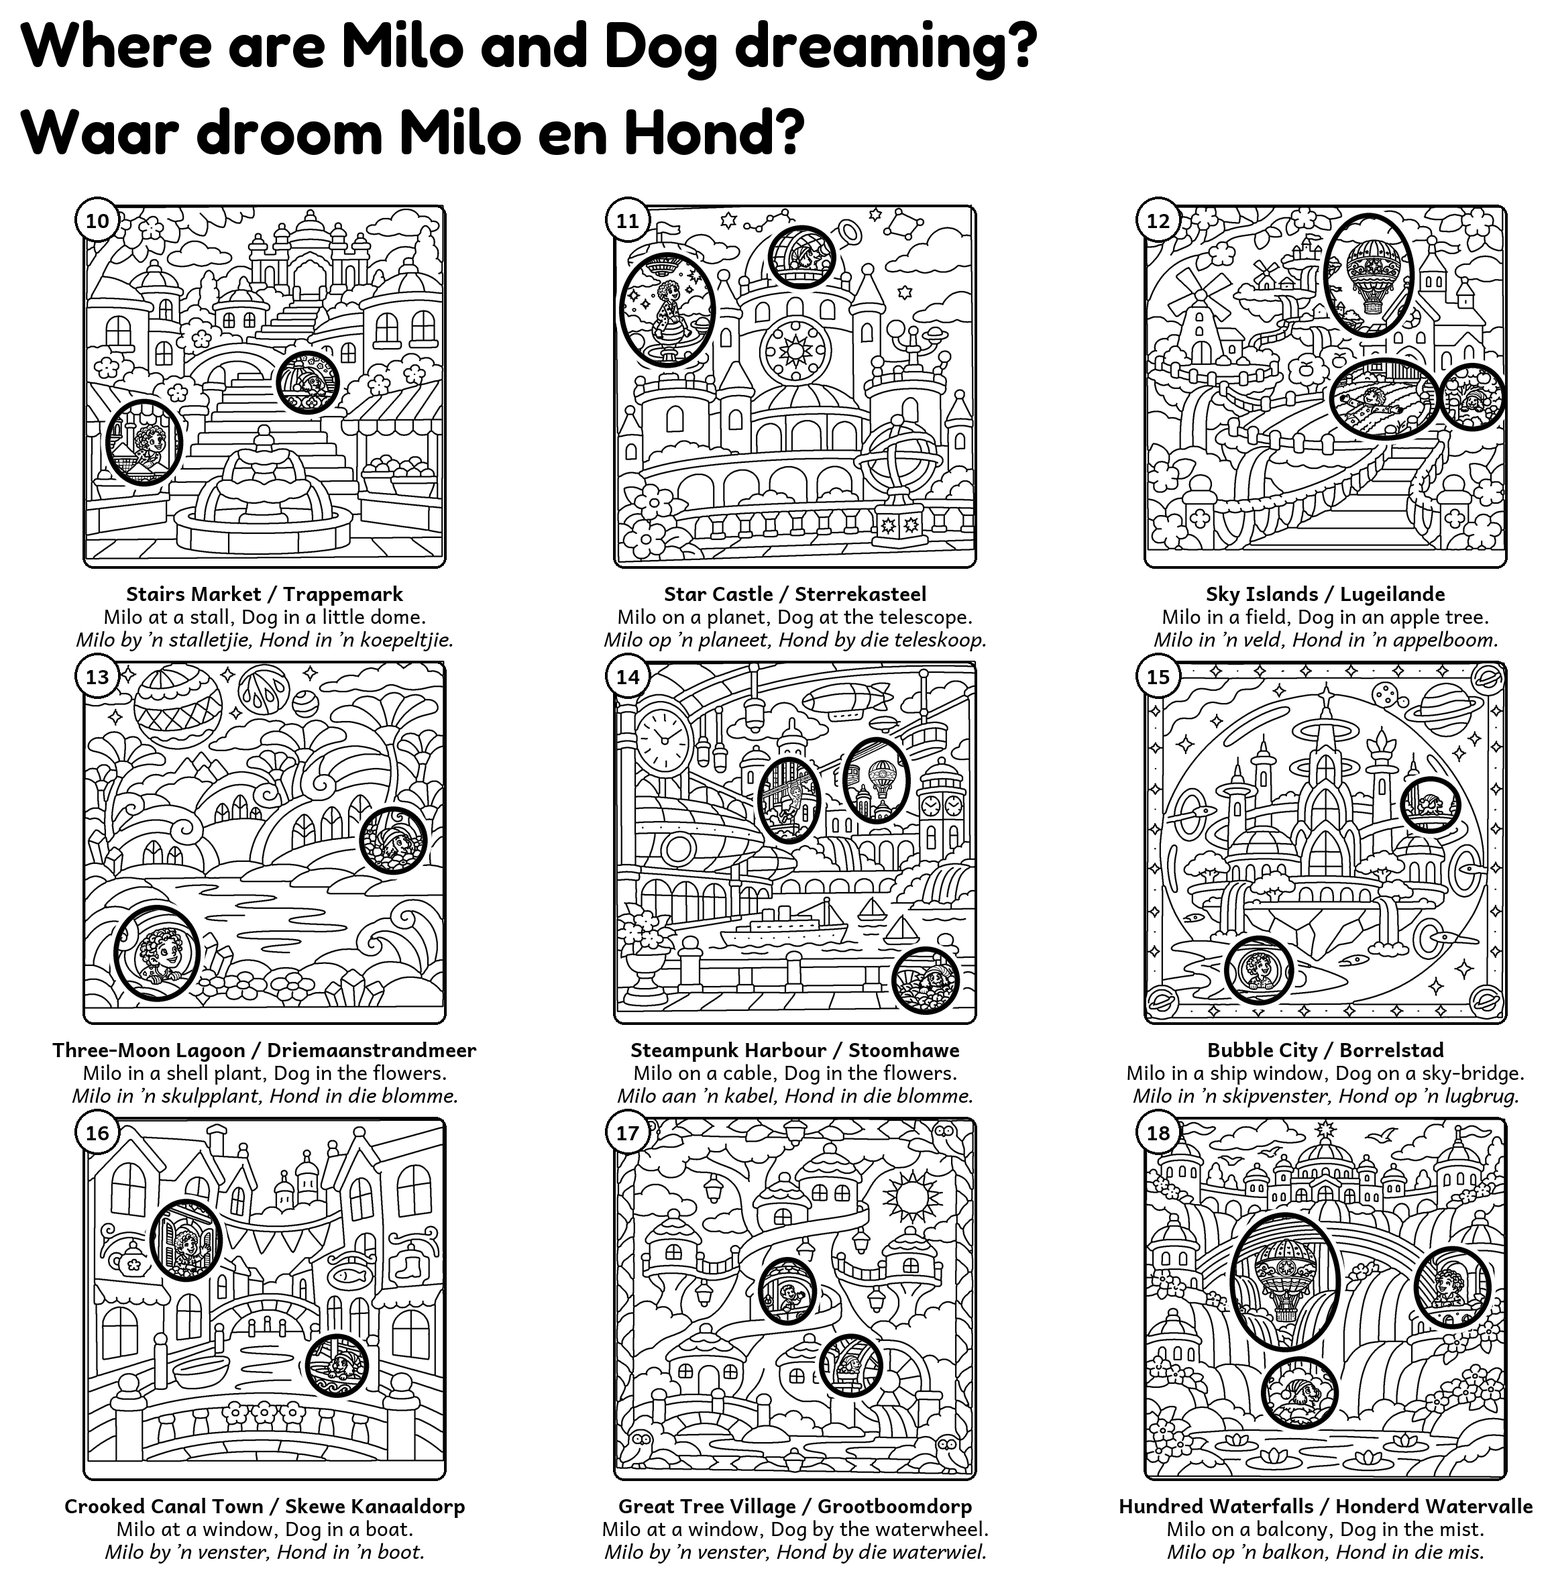 Where are Milo and Dog dreaming?
Waar droom Milo en Hond?
10
11
12
Stairs Market / Trappemark
Milo at a stall, Dog in a little dome.
Milo by ’n stalletjie, Hond in ’n koepeltjie.
Star Castle / Sterrekasteel
Milo on a planet, Dog at the telescope.
Milo op ’n planeet, Hond by die teleskoop.
Sky Islands / Lugeilande
Milo in a field, Dog in an apple tree.
Milo in ’n veld, Hond in ’n appelboom.
13
14
15
Three-Moon Lagoon / Driemaanstrandmeer
Milo in a shell plant, Dog in the flowers.
Milo in ’n skulpplant, Hond in die blomme.
Steampunk Harbour / Stoomhawe
Milo on a cable, Dog in the flowers.
Milo aan ’n kabel, Hond in die blomme.
Bubble City / Borrelstad
Milo in a ship window, Dog on a sky-bridge.
Milo in ’n skipvenster, Hond op ’n lugbrug.
16
17
18
Crooked Canal Town / Skewe Kanaaldorp
Milo at a window, Dog in a boat.
Milo by ’n venster, Hond in ’n boot.
Great Tree Village / Grootboomdorp
Milo at a window, Dog by the waterwheel.
Milo by ’n venster, Hond by die waterwiel.
Hundred Waterfalls / Honderd Watervalle
Milo on a balcony, Dog in the mist.
Milo op ’n balkon, Hond in die mis.